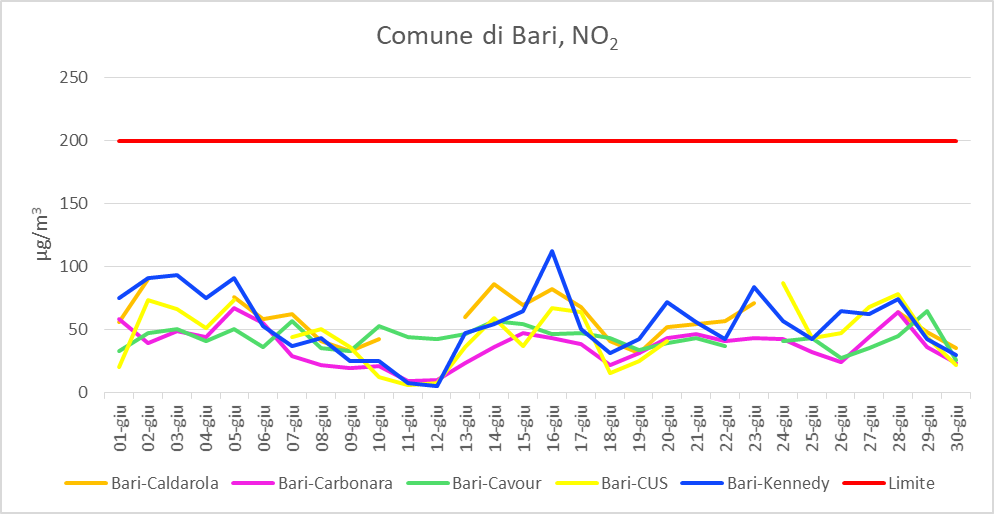 Comune di Bari, NO₂
250
200
150
100
50
0
µg/m³
01-giu
02-giu
03-giu
04-giu
05-giu
06-giu
07-giu
08-giu
09-giu
10-giu
11-giu
12-giu
13-giu
14-giu
15-giu
16-giu
17-giu
18-giu
19-giu
20-giu
21-giu
22-giu
23-giu
24-giu
25-giu
26-giu
27-giu
28-giu
29-giu
30-giu
Bari-Caldarola Bari-Carbonara Bari-Cavour Bari-CUS Bari-Kennedy Limite